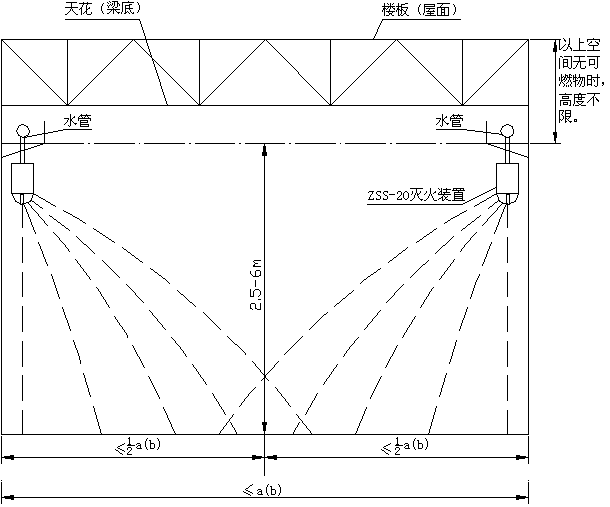 天花（梁底）
楼板（屋面）
以上空
间无可
燃物时，
高度不
限。
水管
水管
ZSS-20灭火装置
2.5-6m
≤1/2a(b)
≤1/2a(b)
≤a(b)